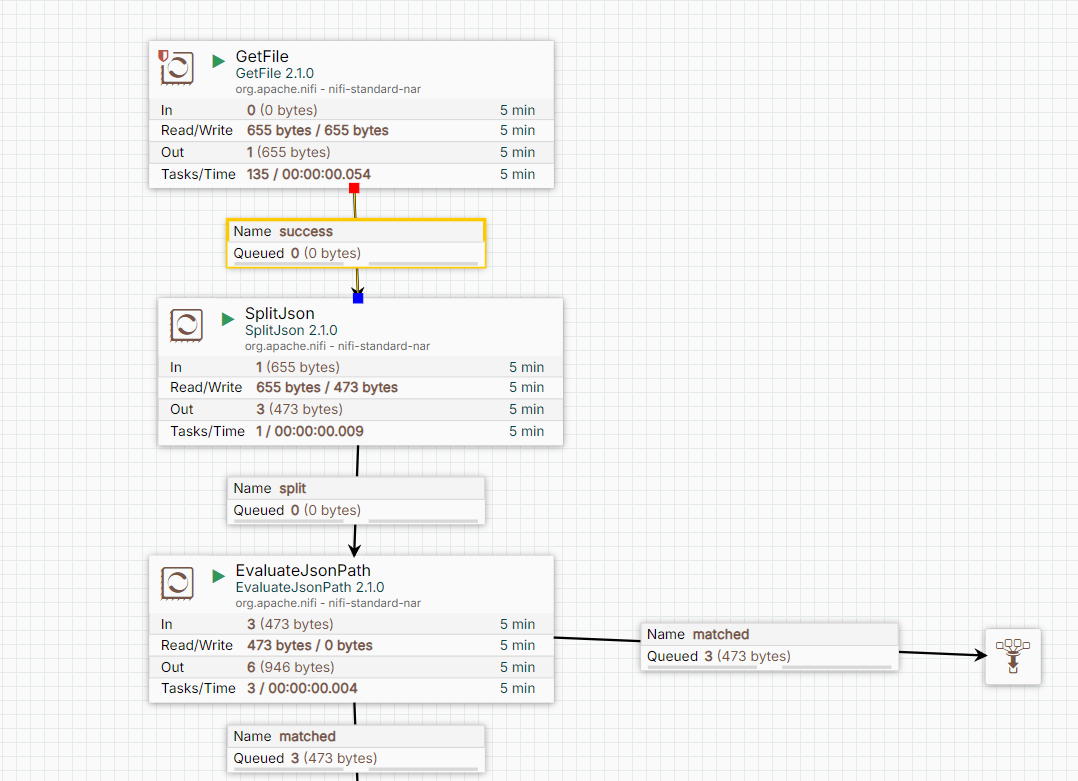 GetFile
GetFile 2.1.0
org.apache.nifi - nifi-standard-nar
In 0 (0 bytes) 5 min
Read/Write 655 bytes / 655 bytes 5 min
Out 1 (655 bytes) 5 min
Tasks/Time 135 / 00:00:00.054 5 min
Name success
Queued 0 (0 bytes)
SplitJson
SplitJson 2.1.0
org.apache.nifi - nifi-standard-nar
In 1 (655 bytes) 5 min
Read/Write 655 bytes / 473 bytes 5 min
Out 3 (473 bytes) 5 min
Tasks/Time 1 / 00:00:00.009 5 min
Name split
Queued 0 (0 bytes)
EvaluateJsonPath
EvaluateJsonPath 2.1.0
org.apache.nifi - nifi-standard-nar
In 3 (473 bytes) 5 min
Read/Write 473 bytes / 0 bytes 5 min
Out 6 (946 bytes) 5 min
Tasks/Time 3 / 00:00:00.004 5 min
Name matched
Queued 3 (473 bytes)
Name matched
Queued 3 (473 bytes)